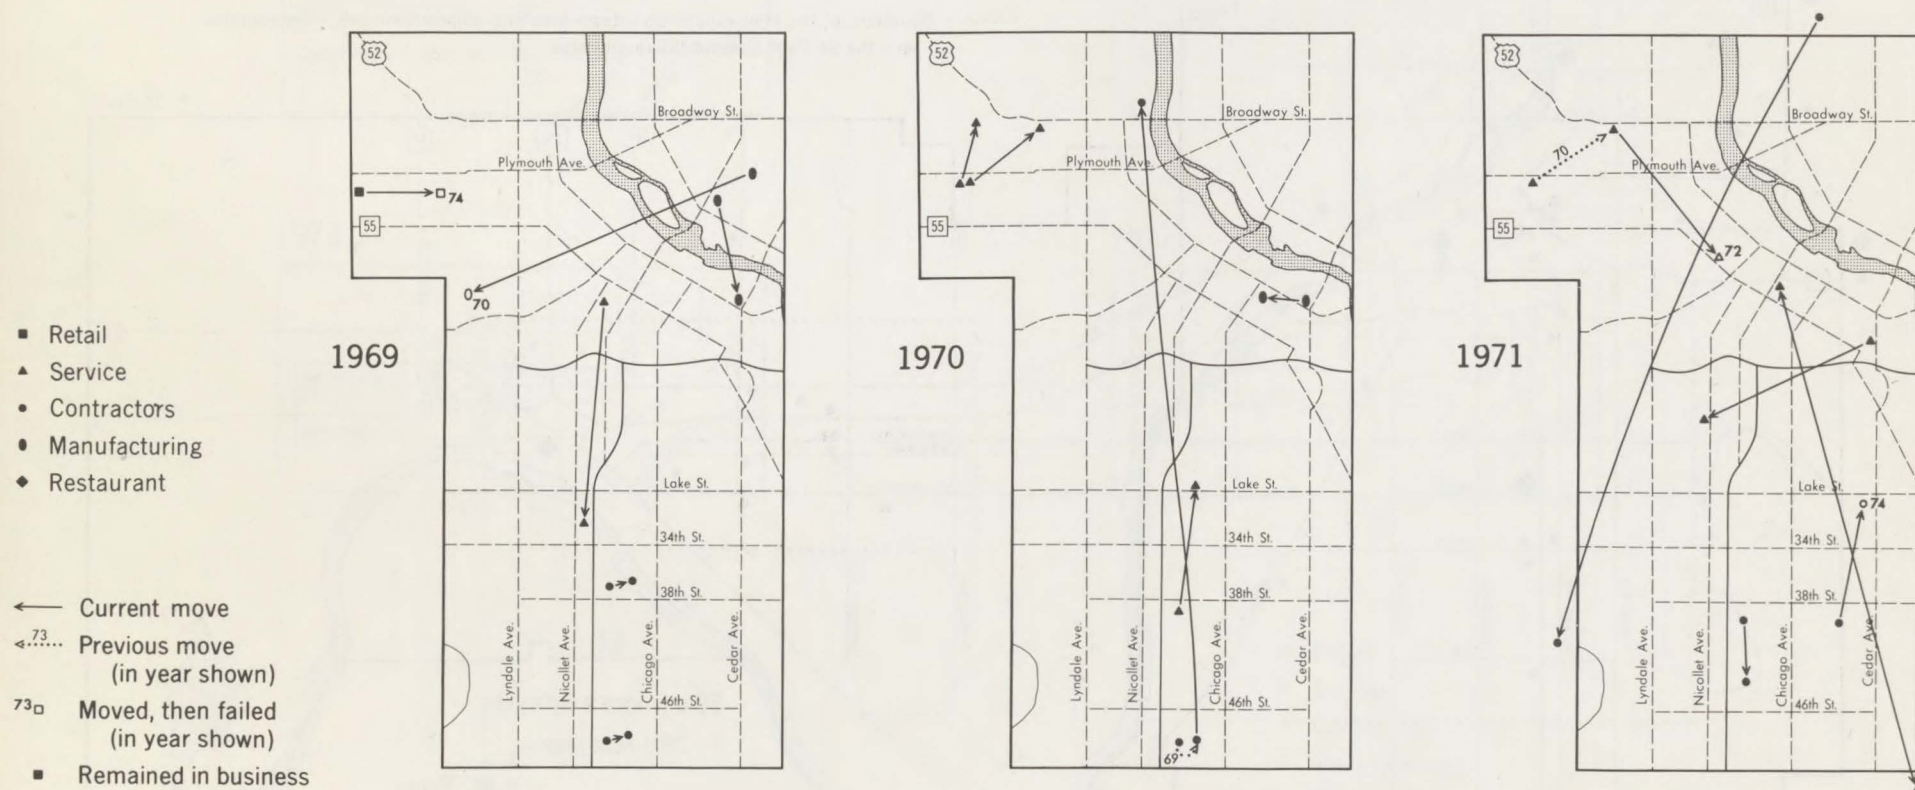 Retail
Service
Contractors
Manufacturing
Restaurant
Current move
73
Previous move
(in year shown)
73
Moved, then failed
(in year shown)
Remained in business
1969
52
Broadway St.
Plymouth Ave.
74
55
70
Lake St.
34th St.
38th St.
46th St.
Lyndale Ave.
Nicollet Ave.
Chicago Ave.
Cedar Ave.
1970
52
Broadway St.
Plymouth Ave.
55
Lake St.
34th St.
38th St.
46th St.
Lyndale Ave.
Nicollet Ave.
Chicago Ave.
Cedar Ave.
69
1971
52
Broadway St.
70
Plymouth Ave.
55
72
Lake St.
74
34th St.
38th St.
46th St.
Lyndale Ave.
Nicollet Ave.
Chicago Ave.
Cedar Ave.